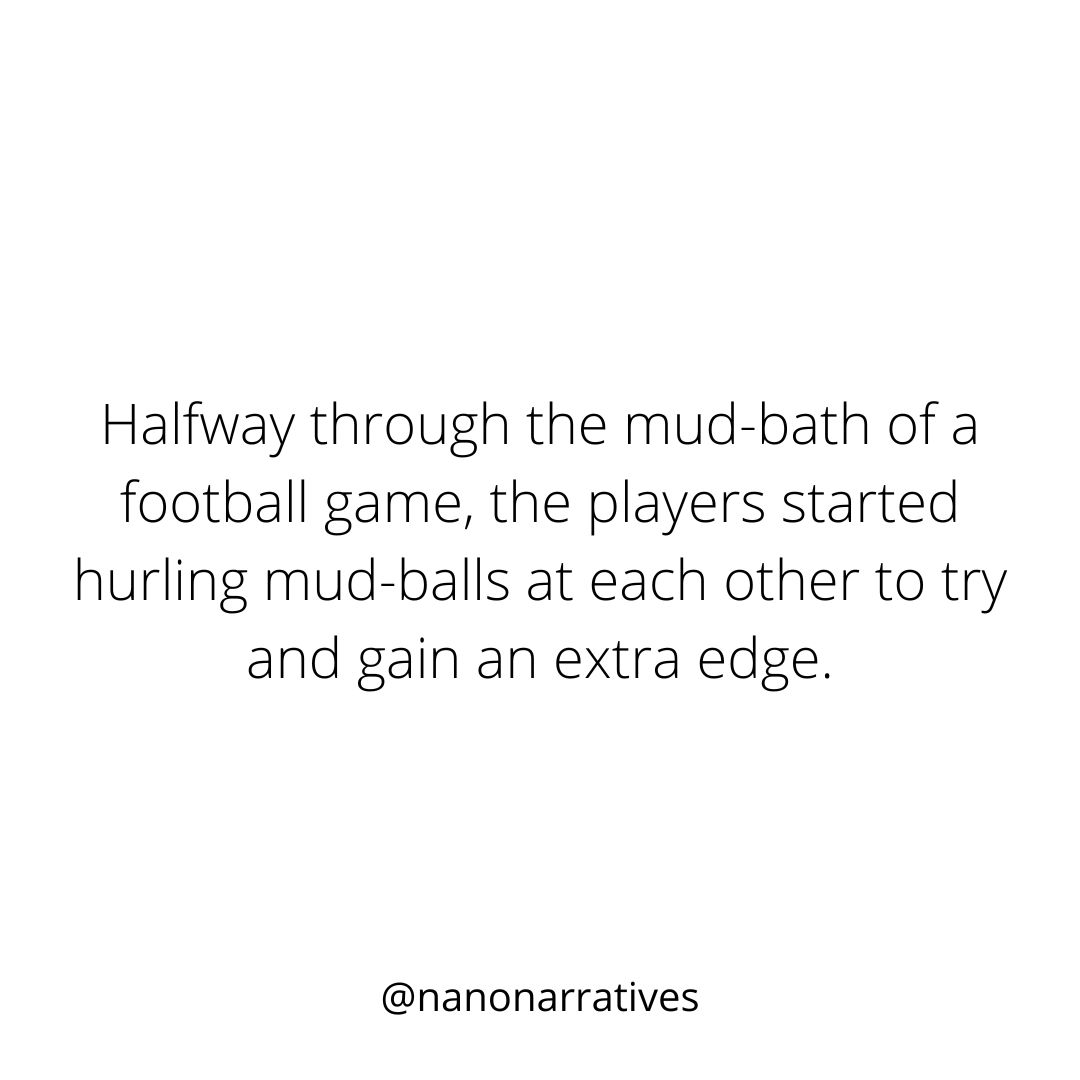 Halfway through the mud-bath of a
football game, the players started
hurling mud-balls at each other to try
and gain an extra edge.
@nanonarratives